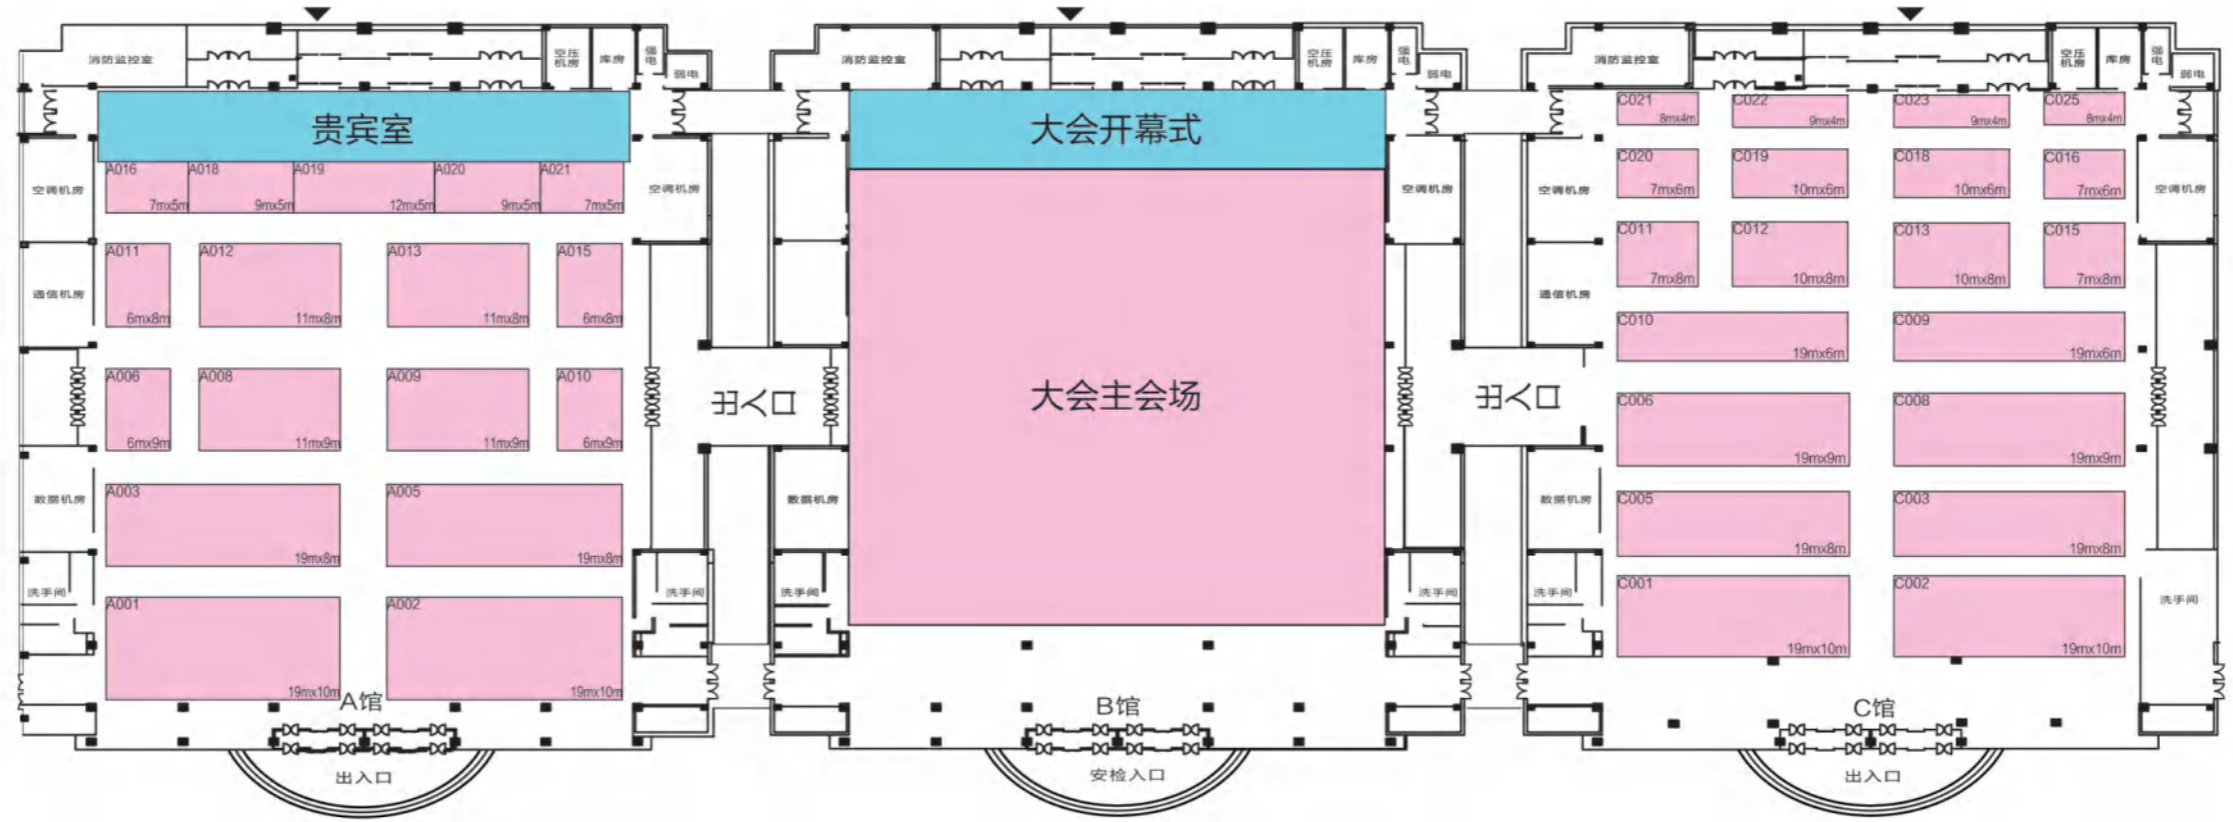 消防监控室
空压机房
库房
强电
弱电
贵宾室
A016
7mx5m
A018
9mx5m
A019
12mx5m
A020
9mx5m
A021
7mx5m
空调机房
空调机房
A011
6mx8m
A012
11mx8m
A013
11mx8m
A015
6mx8m
通信机房
A006
6mx9m
A008
11mx9m
A009
11mx9m
A010
6mx9m
出入口
A003
19mx8m
A005
19mx8m
数据机房
洗手间
洗手间
A001
19mx10m
A002
19mx10m
A馆
出入口
消防监控室
空压机房
库房
强电
弱电
大会开幕式
空调机房
大会主会场
出入口
数据机房
洗手间
洗手间
B馆
安检入口
消防监控室
空压机房
库房
强电
弱电
C021
8mx4m
C022
9mx4m
C023
9mx4m
C025
8mx4m
C020
7mx6m
C019
10mx6m
C018
10mx6m
C016
7mx6m
空调机房
空调机房
C011
7mx8m
C012
10mx8m
C013
10mx8m
C015
7mx8m
通信机房
C010
19mx6m
C009
19mx6m
C006
19mx9m
C008
19mx9m
C005
19mx8m
C003
19mx8m
数据机房
洗手间
洗手间
C001
19mx10m
C002
19mx10m
C馆
出入口